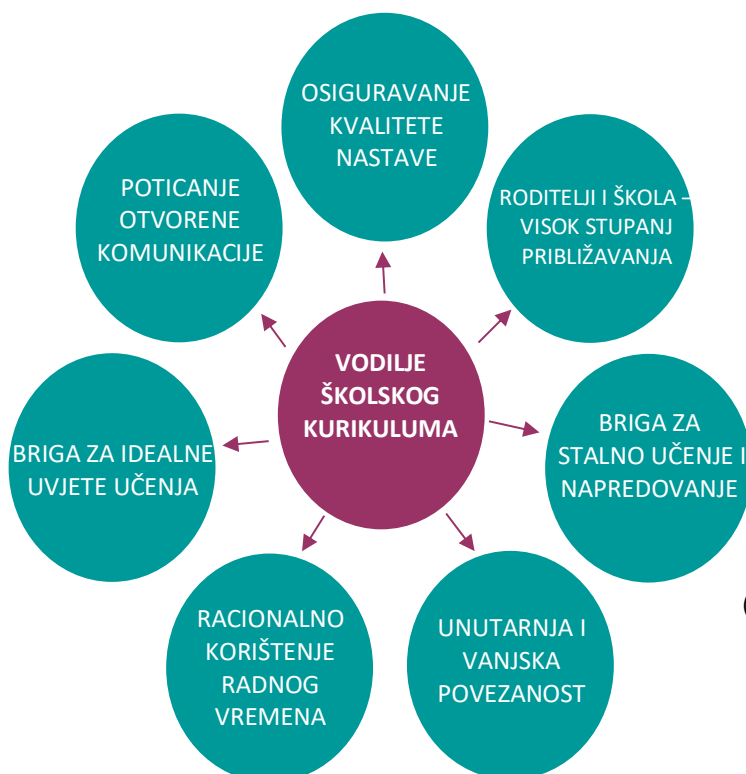 OSIGURAVANJE
KVALITETE
NASTAVE
RODITELJI I ŠKOLA –
VISOK STUPANJ
PRIBLIŽAVANJA
BRIGA ZA
STALNO UČENJE I
NAPREDOVANJE
UNUTARNJA I
VANJSKA
POVEZANOST
RACIONALNO
KORIŠTENJE
RADNOG
VREMENA
BRIGA ZA IDEALNE
UVJETE UČENJA
POTICANJE
OTVORENE
KOMUNIKACIJE
VODILJE
ŠKOLSKOG
KURIKULUMA